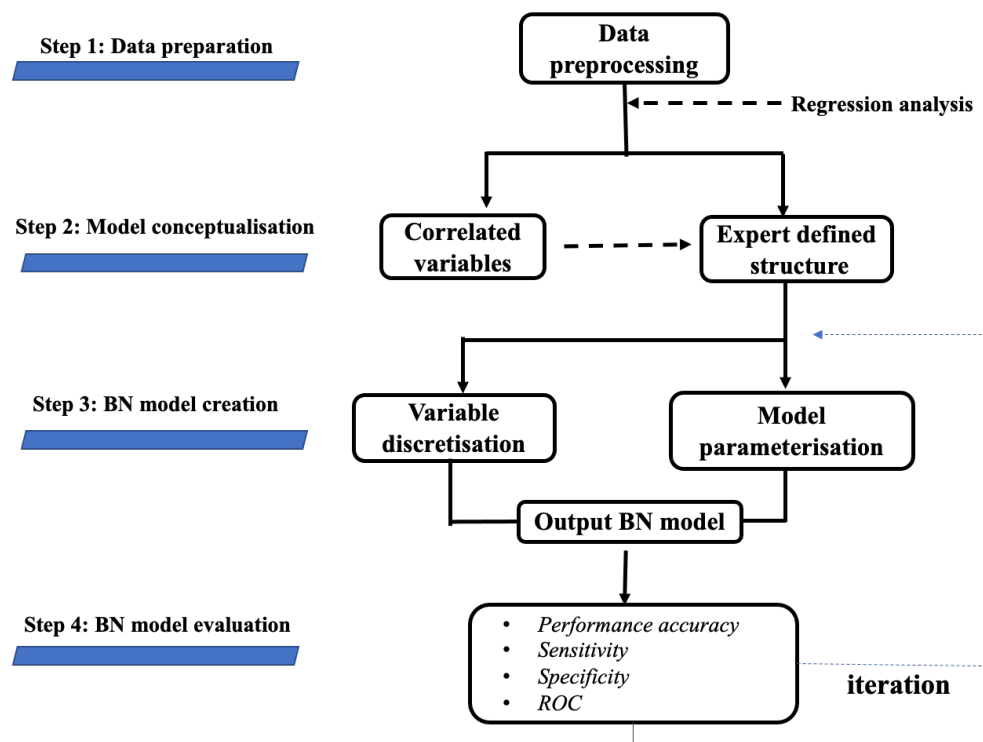 Step 1: Data preparation
Data
preprocessing
Regression analysis
Step 2: Model conceptualisation
Correlated
variables
Expert defined
structure
Step 3: BN model creation
Variable
discretisation
Model
parameterisation
Output BN model
Step 4: BN model evaluation
• Performance accuracy
• Sensitivity
• Specificity
• ROC
iteration